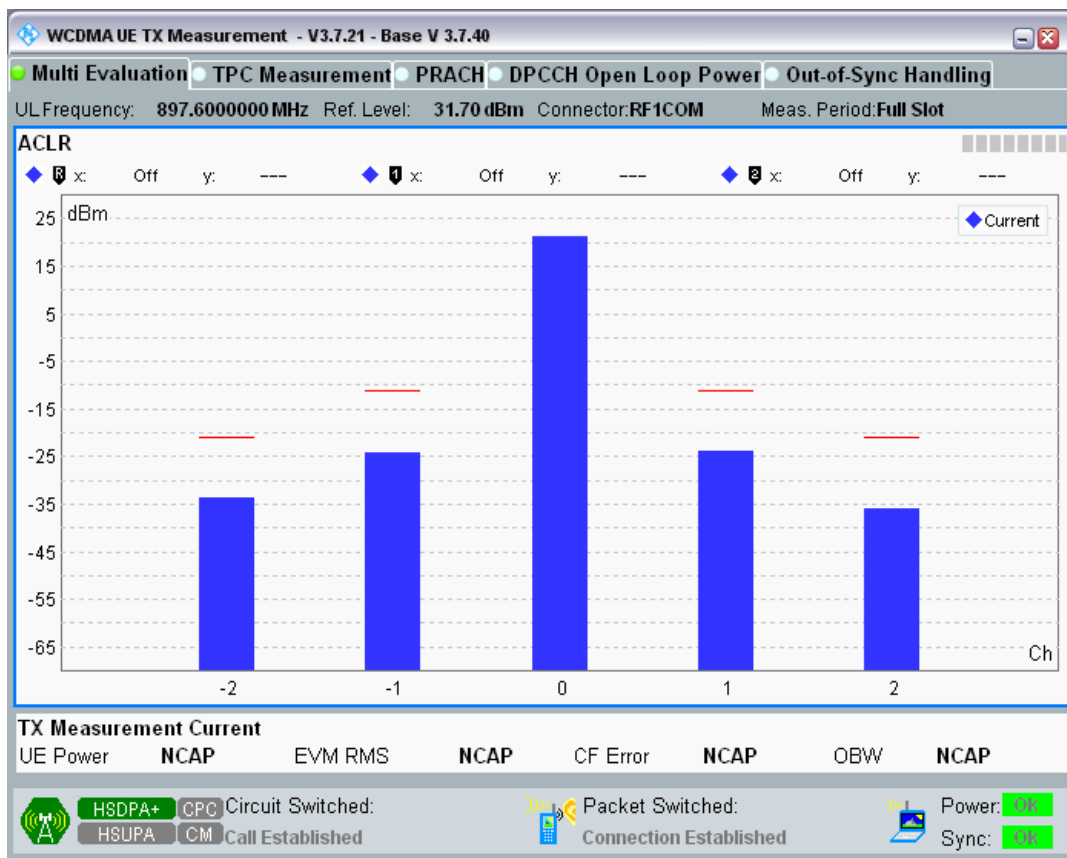 WCDMA UE TX Measurement - V3.7.21 - Base V 3.7.40
Multi Evaluation TPC Measurement PRACH DPCCH Open Loop Power Out-of-Sync Handling
UL Frequency: 897.6000000 MHz Ref. Level: 31.70 dBm Connector:RF1COM Meas. Period:Full Slot
ACLR
R x: Off y: --- 1 x: Off y: --- 2 x: Off y: ---
dBm
Current
25
15
5
-5
-15
-25
-35
-45
-55
-65
Ch
-2 -1 0 1 2
TX Measurement Current
UE Power NCAP EVM RMS NCAP CF Error NCAP OBW NCAP
HSDPA+ CPC Circuit Switched: Packet Switched: Power: Ok
HSUPA CM Call Established Connection Established Sync: Ok